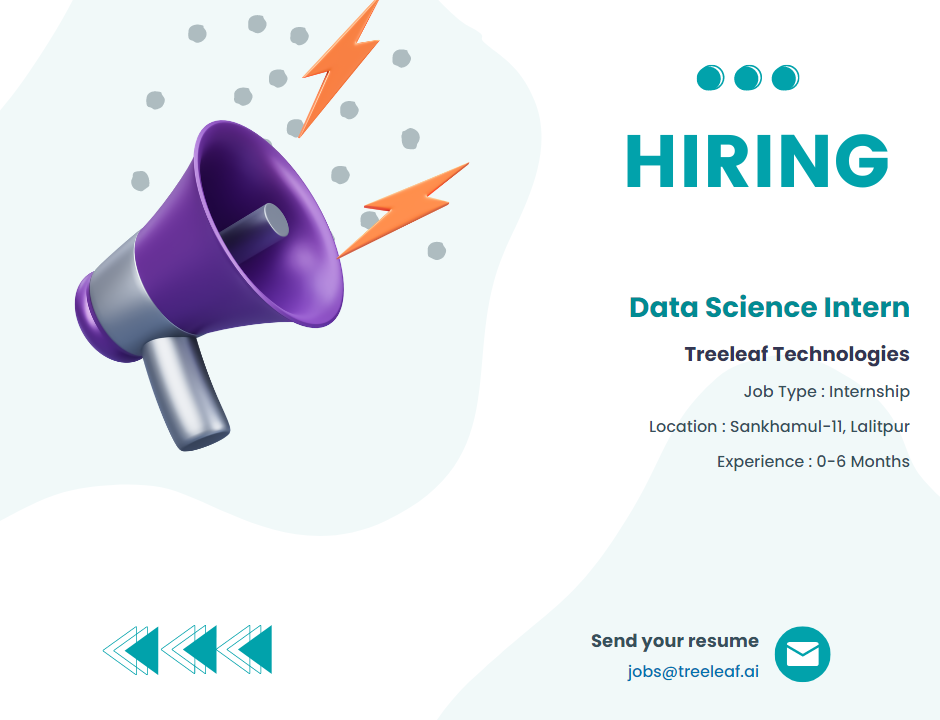 HIRING
Data Science Intern
Treeleaf Technologies
Job Type : Internship
Location : Sankhamul-11, Lalitpur
Experience : 0-6 Months
Send your resume
jobs@treeleaf.ai